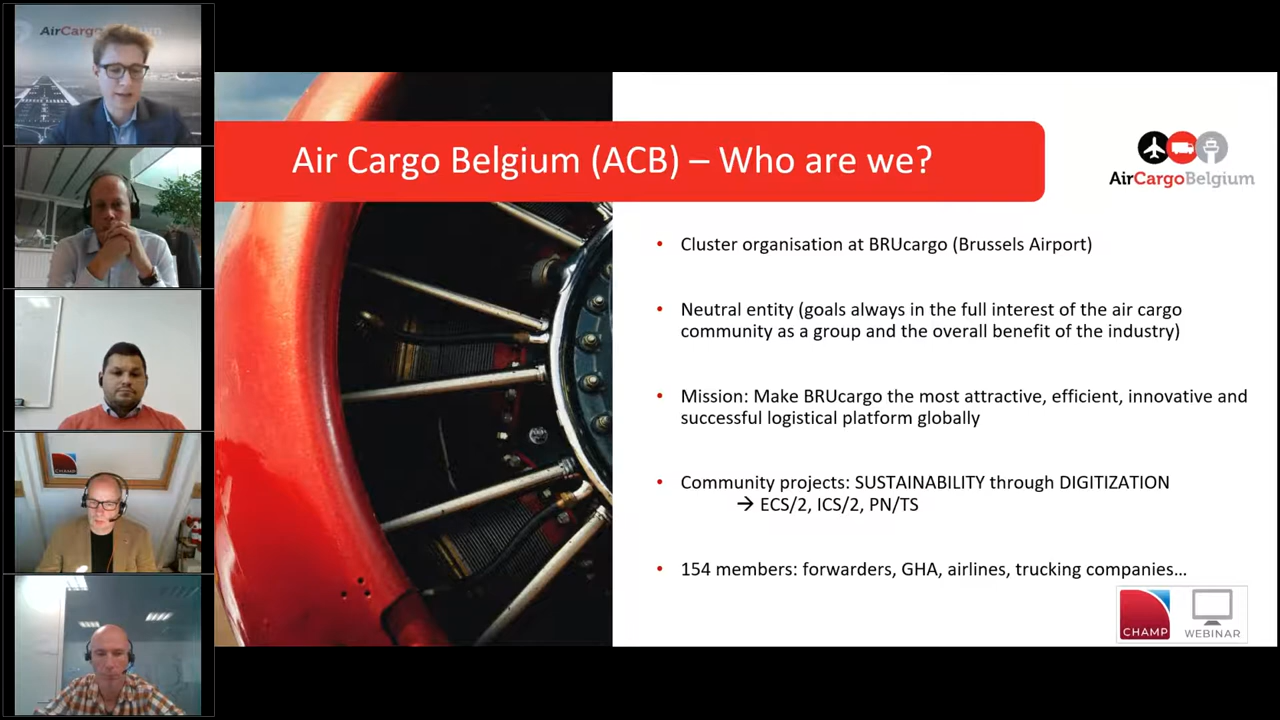 AirCargo
Air Cargo Belgium (ACB) – Who are we?
AirCargoBelgium
• Cluster organisation at BRUcargo (Brussels Airport)
• Neutral entity (goals always in the full interest of the air cargo
community as a group and the overall benefit of the industry)
• Mission: Make BRUcargo the most attractive, efficient, innovative and
successful logistical platform globally
• Community projects: SUSTAINABILITY through DIGITIZATION
→ ECS/2, ICS/2, PN/TS
• 154 members: forwarders, GHA, airlines, trucking companies…
CHAMP
WEBINAR
CHAMP